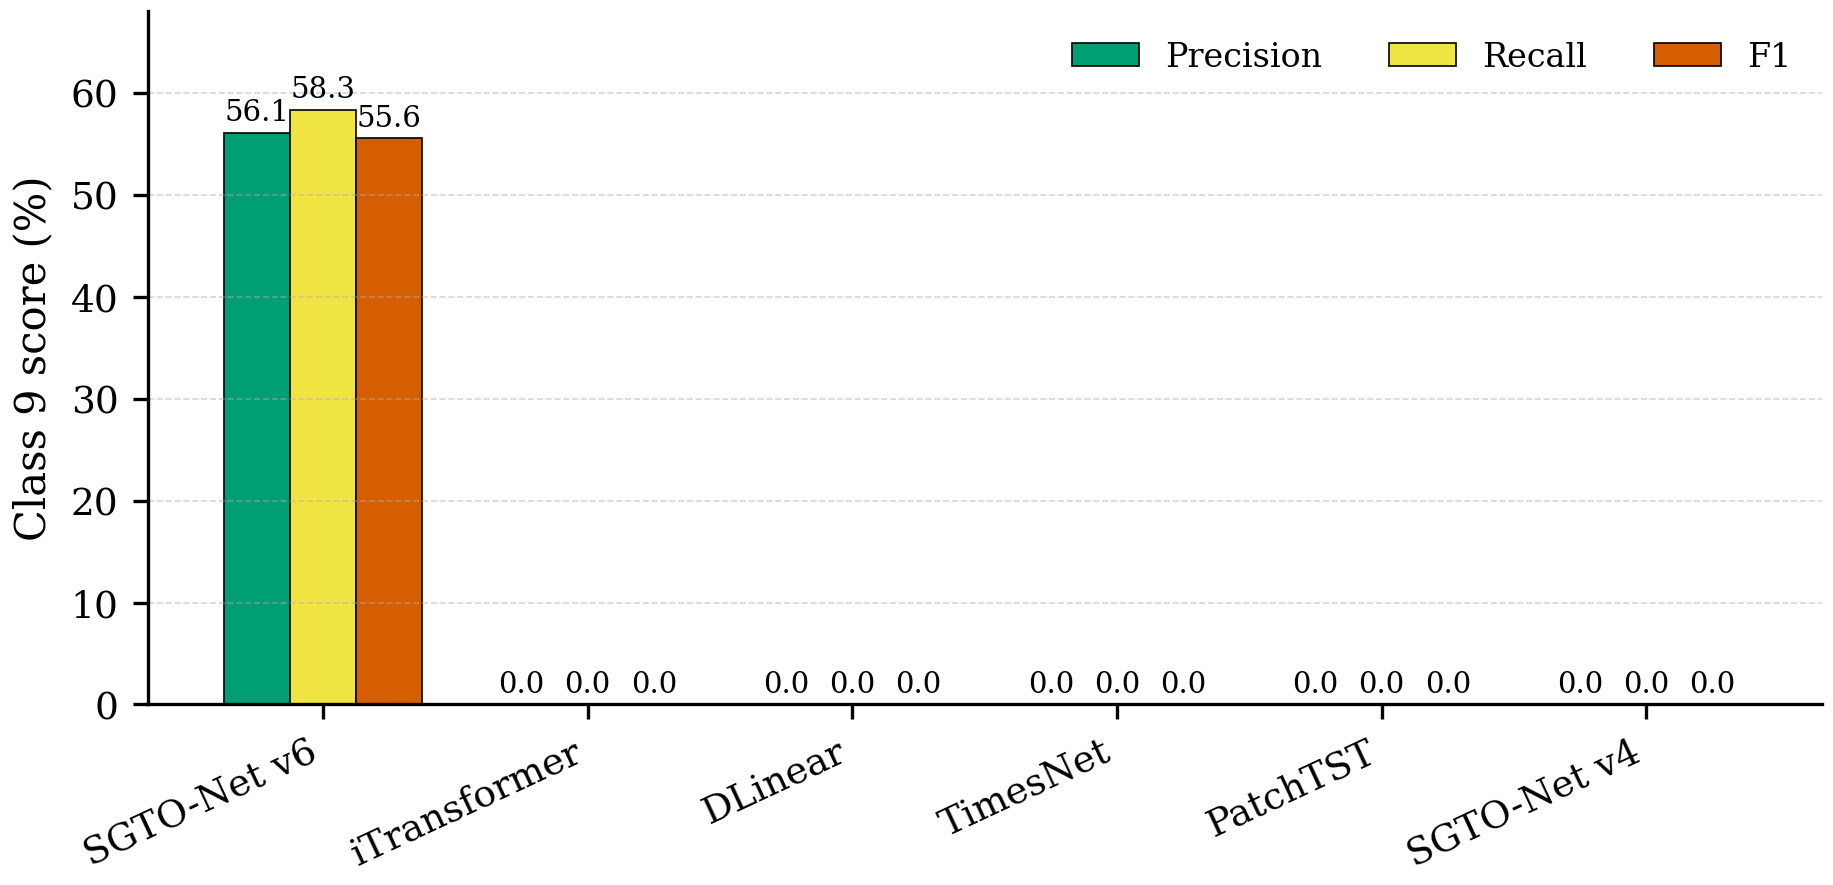 Precision Recall F1
Class 9 score (%)
60
50
40
30
20
10
0
56.1 58.3 55.6
0.0 0.0 0.0 0.0 0.0 0.0 0.0 0.0 0.0 0.0 0.0 0.0 0.0 0.0 0.0
SGTO-Net v6
iTransformer
DLinear
TimesNet
PatchTST
SGTO-Net v4